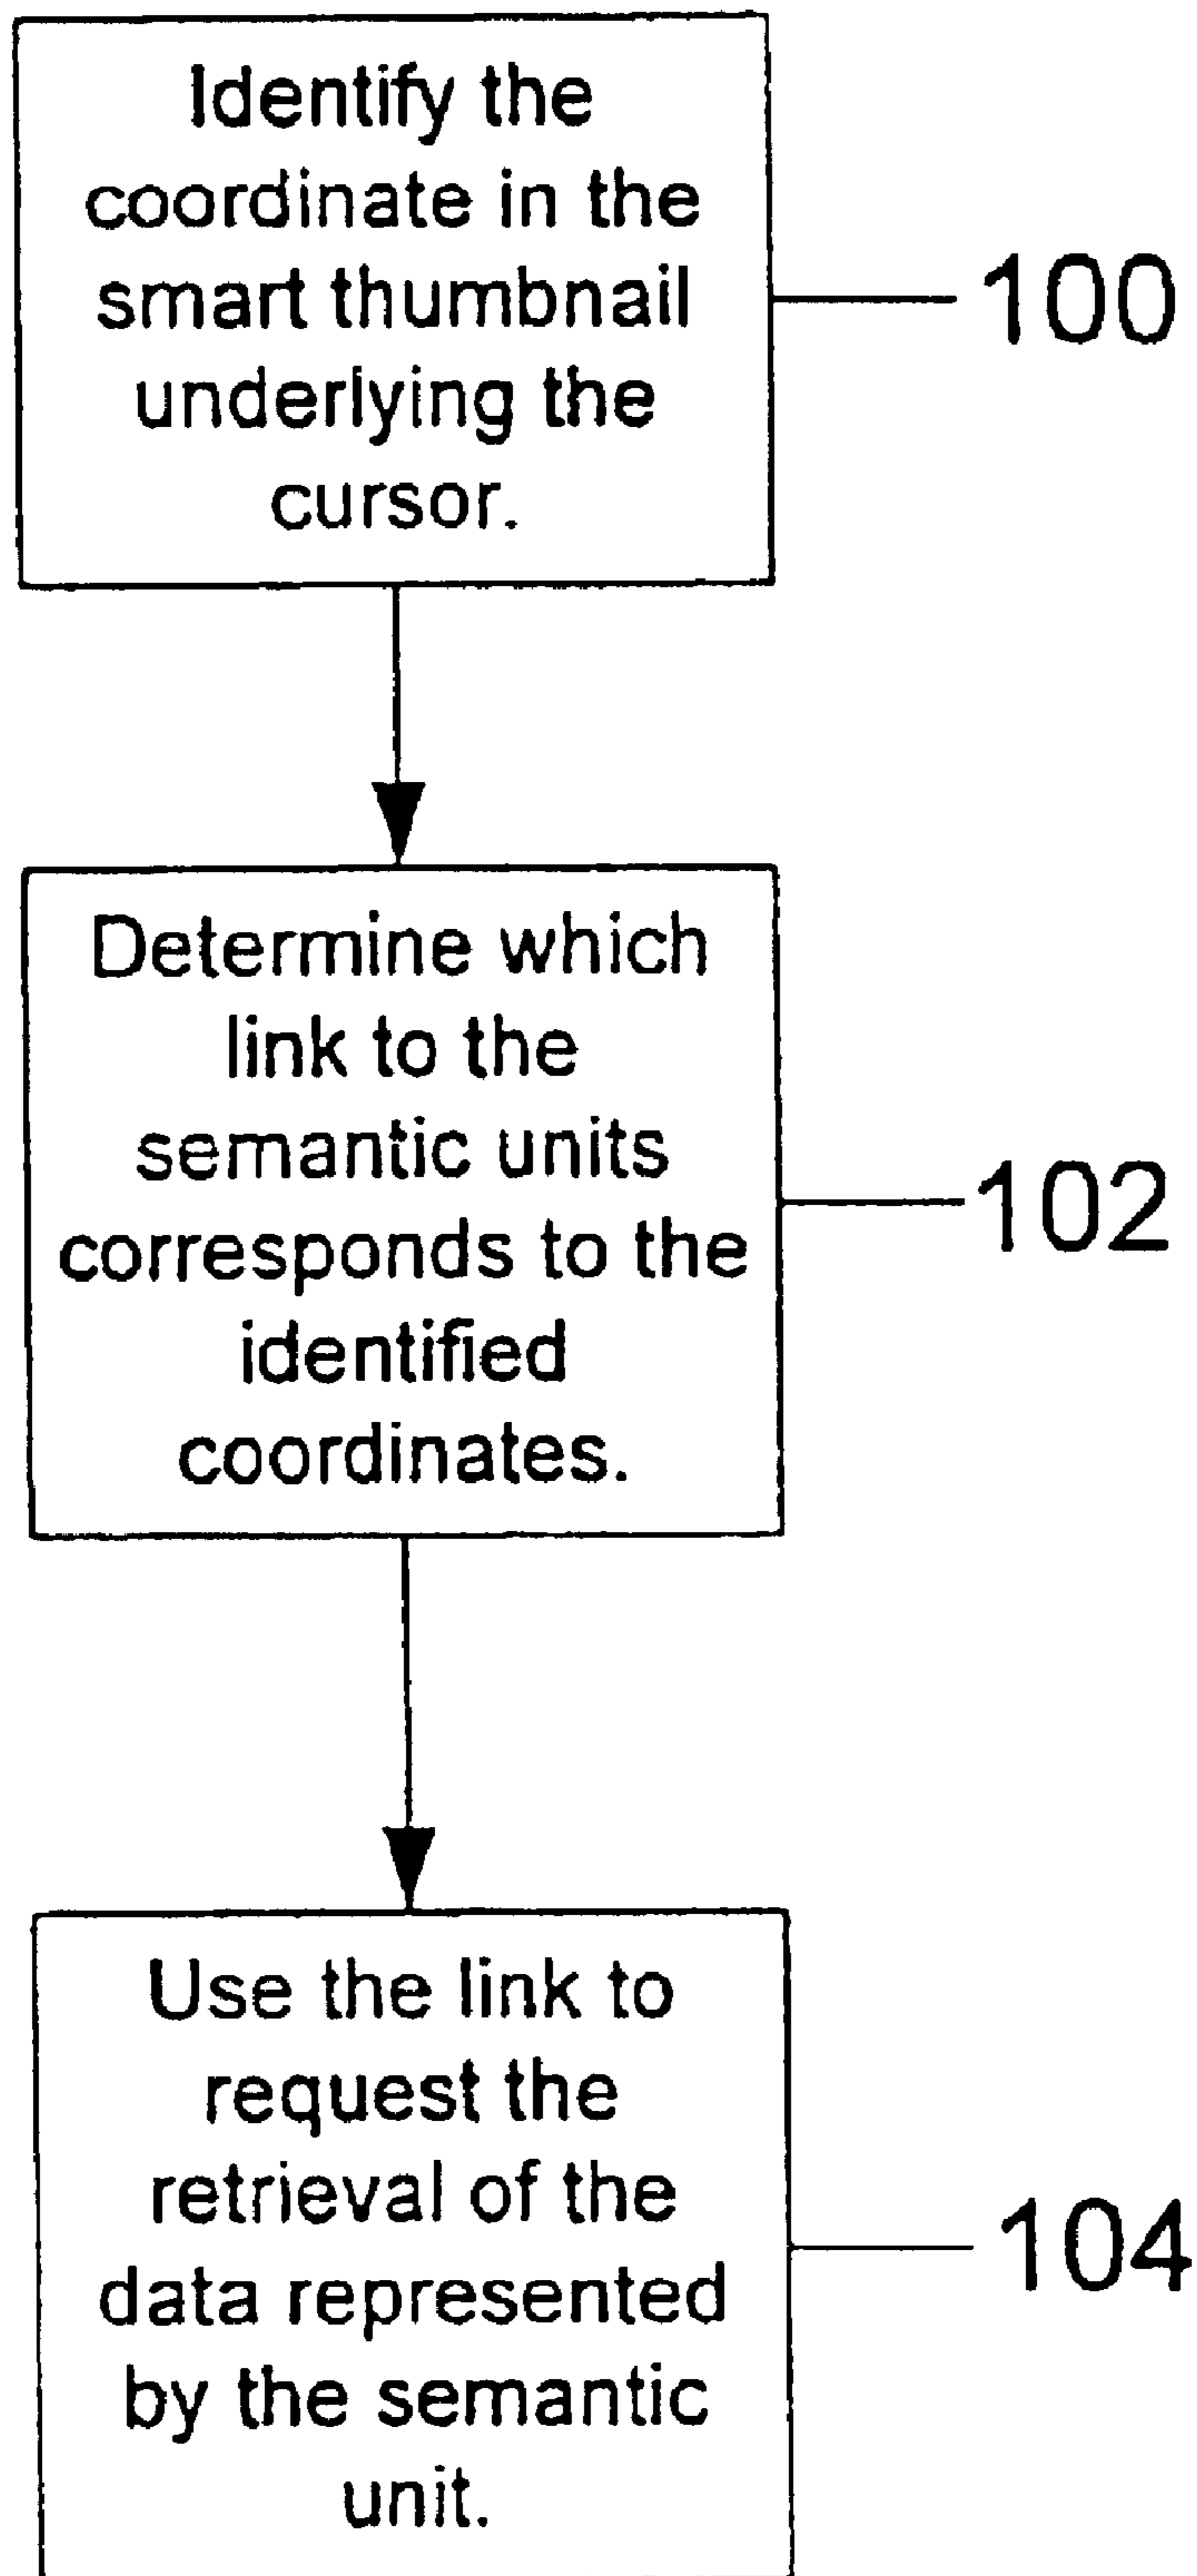 Identify the
coordinate in the
smart thumbnail
underlying the
cursor.
100
Determine which
link to the
semantic units
corresponds to the
identified
coordinates.
102
Use the link to
request the
retrieval of the
data represented
by the semantic
unit.
104